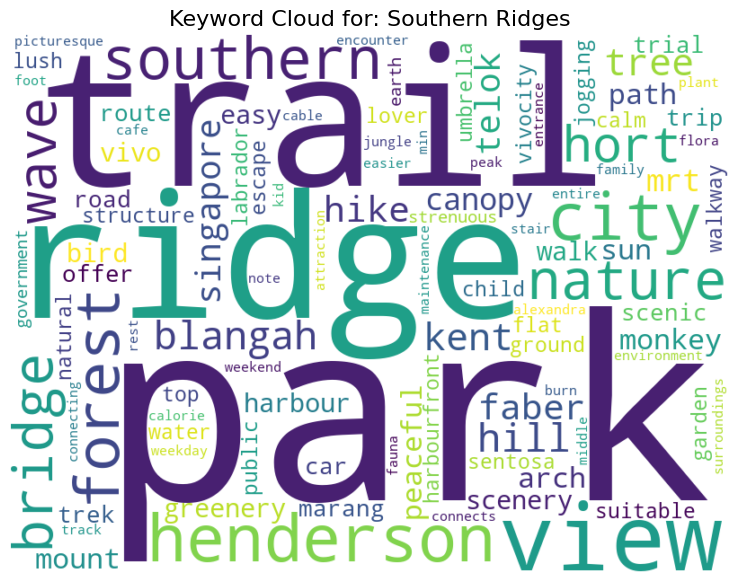 Keyword Cloud for: Southern Ridges
picturesque
encounter
southern
trail
lush
foot
umbrella
telok
jogging
trial
tree
wave
route
cafe
vivo
easy
cable
lover
earth
min
vivocity
entrance
path
calm
trip
hort
plant
flora
jungle
easier
peak
family
mrt
walkway
road
structure
singapore
labrador
escape
kid
hike
canopy
strenuous
stair
entire
city
ridge
bird
offer
government
natural
note
attraction
maintenance
walk
sun
child
nature
forest
rest
blangah
weekend
kent
alexandra
flat
ground
scenic
monkey
environment
bridge
connecting
park
top
calorie
water
weekday
harbour
public
car
fauna
peaceful
harbourfront
faber
hill
burn
middle
sentosa
arch
scenery
garden
surroundings
suitable
trek
track
greenery
marang
connects
mount
henderson
view